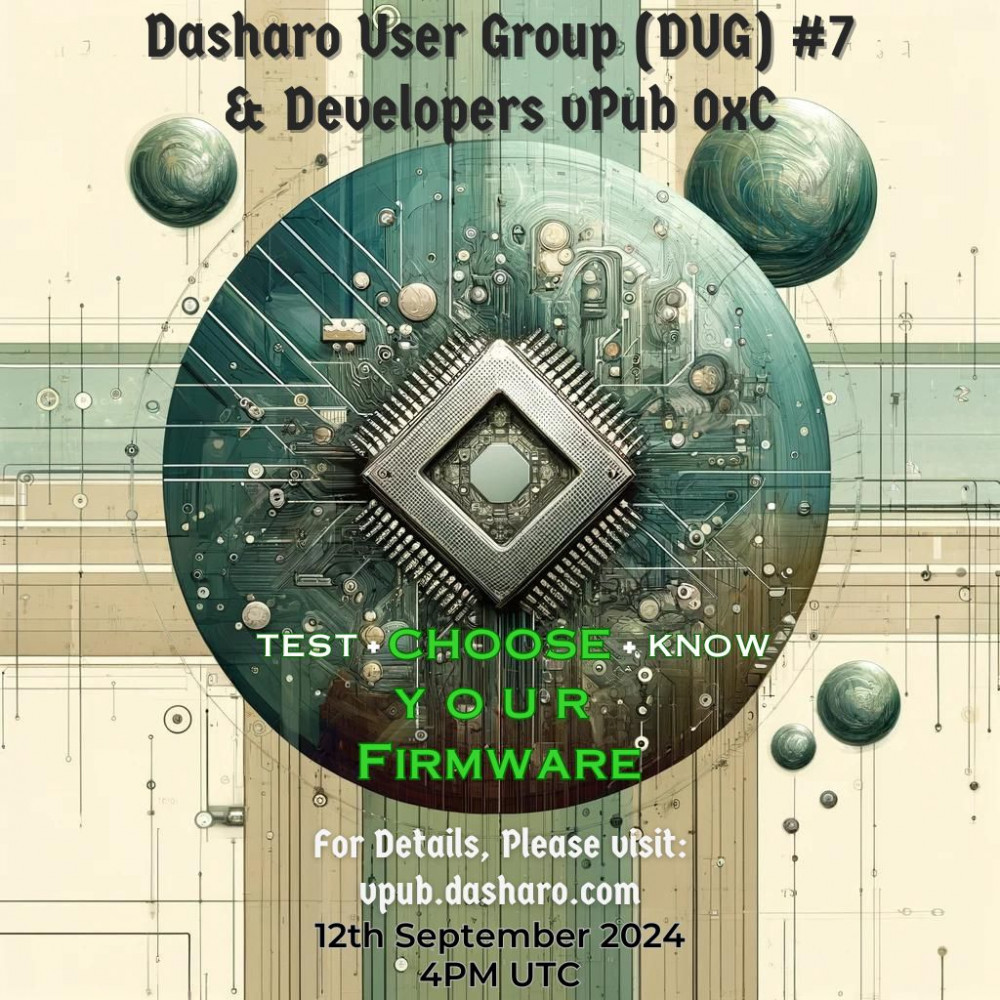 Dasharo User Group (DUG) #7
& Developers vPub 0xC
TEST • CHOOSE • KNOW
YOUR
FIRMWARE
For Details, Please visit:
vpub.dasharo.com
12th September 2024
4PM UTC